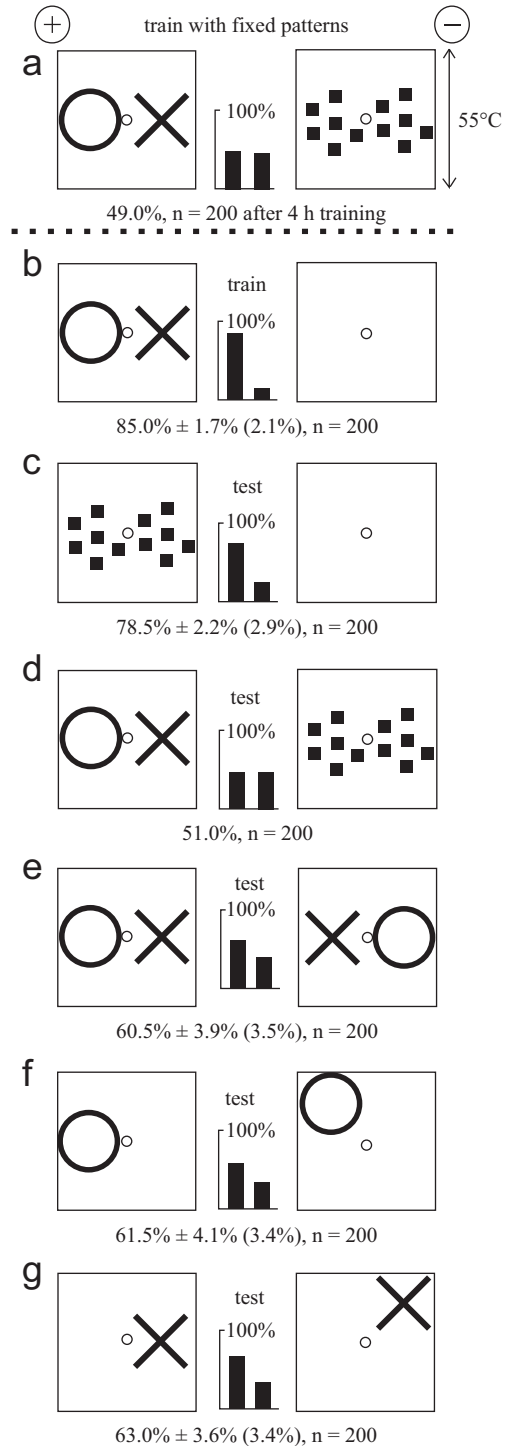 + train with fixed patterns −
a
100%
55°C
49.0%, n = 200 after 4 h training
b
train
100%
85.0% ± 1.7% (2.1%), n = 200
c
test
100%
78.5% ± 2.2% (2.9%), n = 200
d
test
100%
51.0%, n = 200
e
test
100%
60.5% ± 3.9% (3.5%), n = 200
f
test
100%
61.5% ± 4.1% (3.4%), n = 200
g
test
100%
63.0% ± 3.6% (3.4%), n = 200